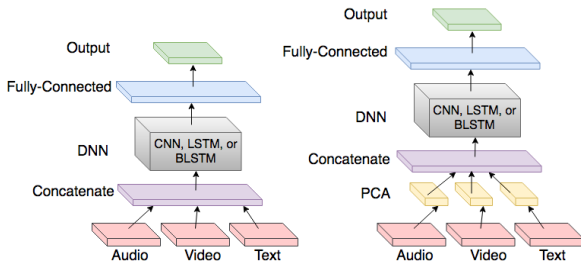 Output
Fully-Connected
DNN
CNN, LSTM, or
BLSTM
Concatenate
Audio
Video
Text
Output
Fully-Connected
DNN
CNN, LSTM, or
BLSTM
Concatenate
PCA
Audio
Video
Text